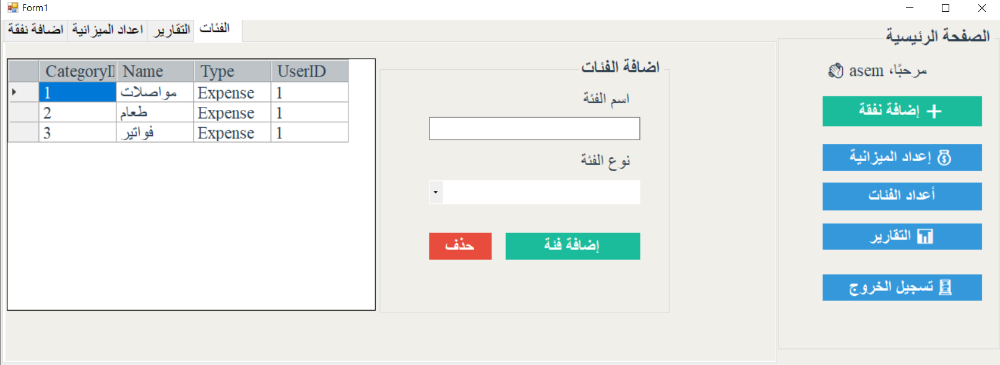 Form1
الفئات
التقارير
اعداد الميزانية
اضافة نفقة
الصفحة الرئيسية
مرحبًا، asem
إضافة نفقة
إعداد الميزانية
أعداد الفئات
التقارير
تسجيل الخروج
اضافة الفئات
اسم الفئة
نوع الفئة
إضافة فئة
حذف
CategoryI Name Type UserID
1 مواصلات Expense 1
2 طعام Expense 1
3 فواتير Expense 1